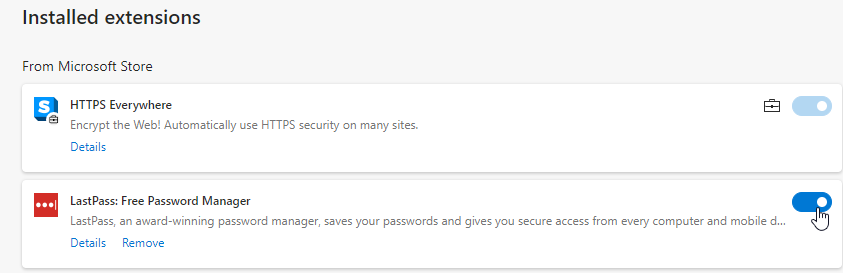 Installed extensions
From Microsoft Store
S
HTTPS Everywhere
Encrypt the Web! Automatically use HTTPS security on many sites.
Details
LastPass: Free Password Manager
LastPass, an award-winning password manager, saves your passwords and gives you secure access from every computer and mobile d...
Details Remove